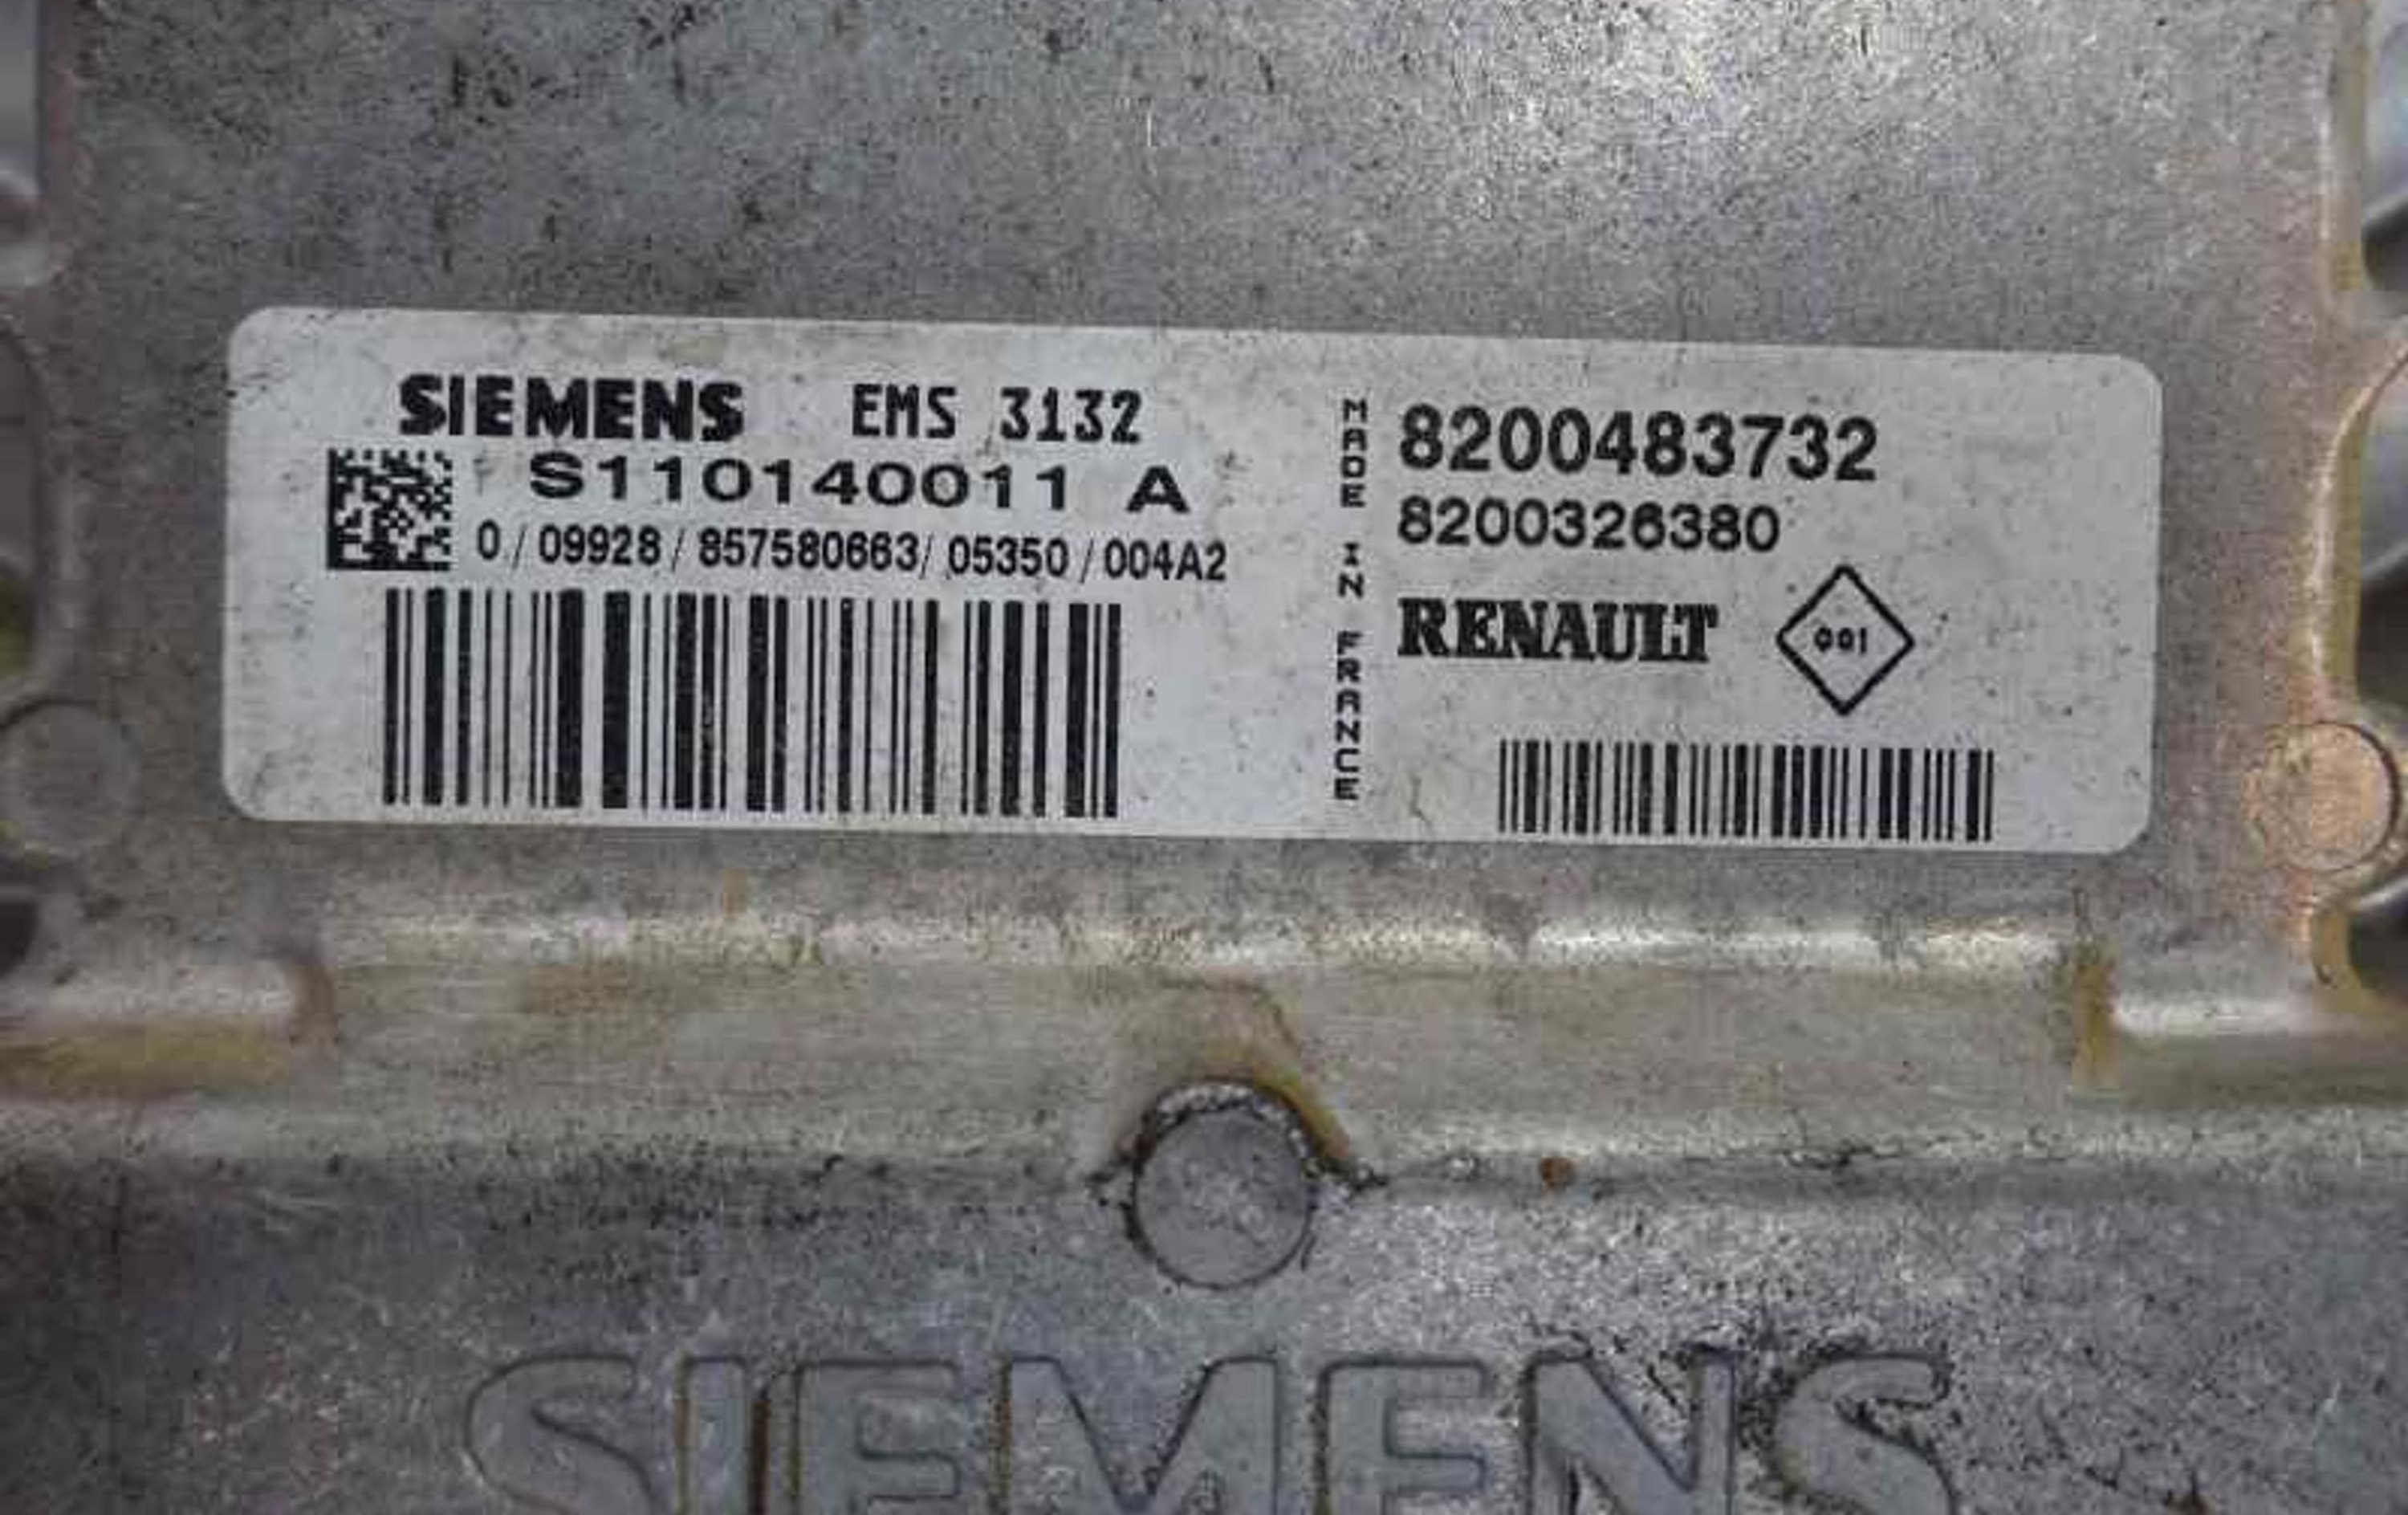 SIEMENS EMS 3132
S110140011 A
0 / 09928 / 857580663 / 05350 / 004A2
MADE IN FRANCE
8200483732
8200326380
RENAULT 001
SIEMENS